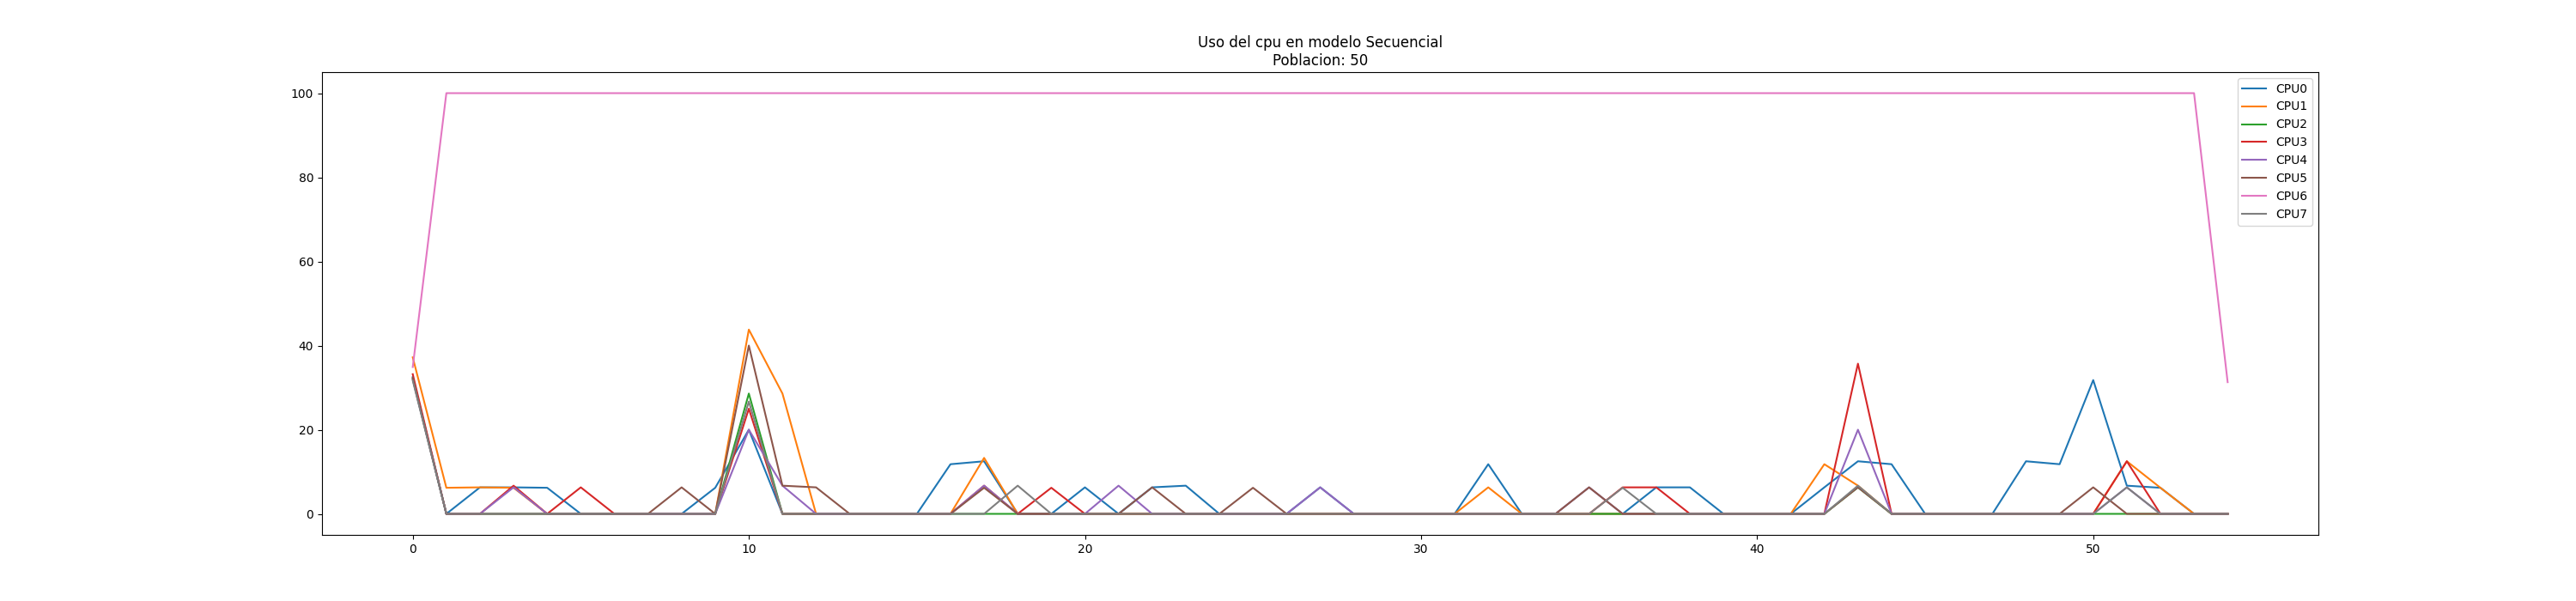 Uso del cpu en modelo Secuencial
Poblacion: 50
100
80
60
40
20
0
0 10 20 30 40 50
CPU0
CPU1
CPU2
CPU3
CPU4
CPU5
CPU6
CPU7